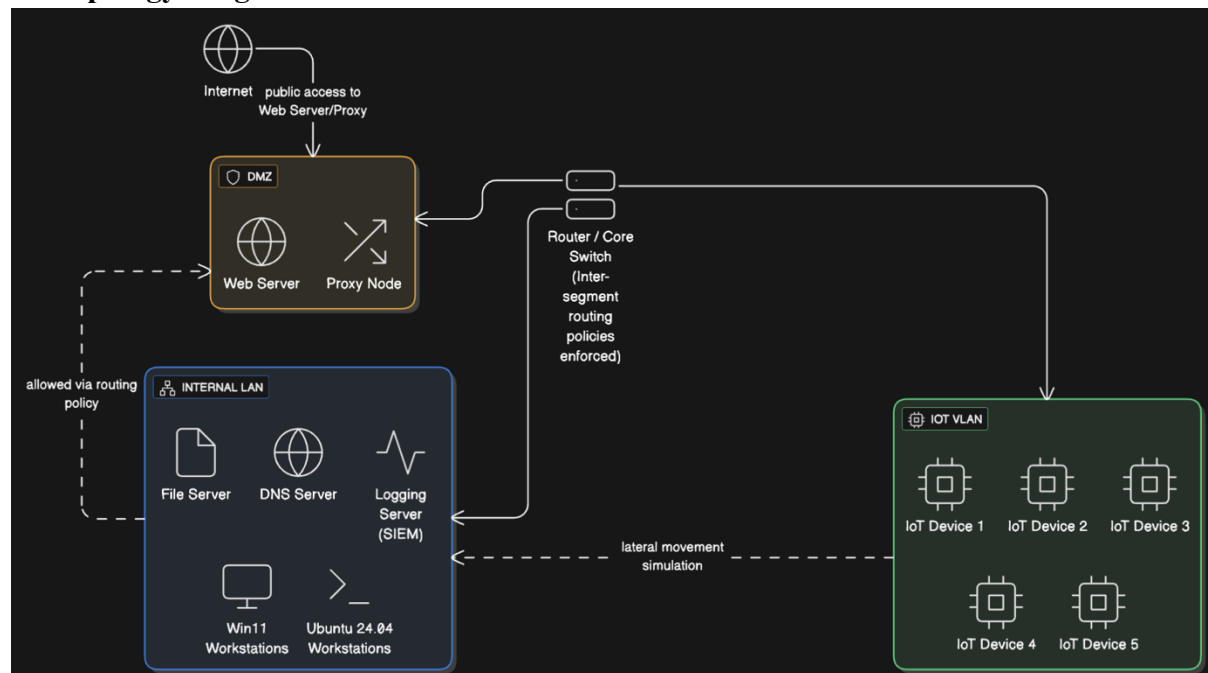 Internet
public access to
Web Server/Proxy
DMZ
Web Server
Proxy Node
Router / Core
Switch
(Inter-
segment
routing
policies
enforced)
allowed via routing
policy
INTERNAL LAN
File Server
DNS Server
Logging
Server
(SIEM)
Win11
Workstations
Ubuntu 24.04
Workstations
lateral movement
simulation
IOT VLAN
IoT Device 1
IoT Device 2
IoT Device 3
IoT Device 4
IoT Device 5